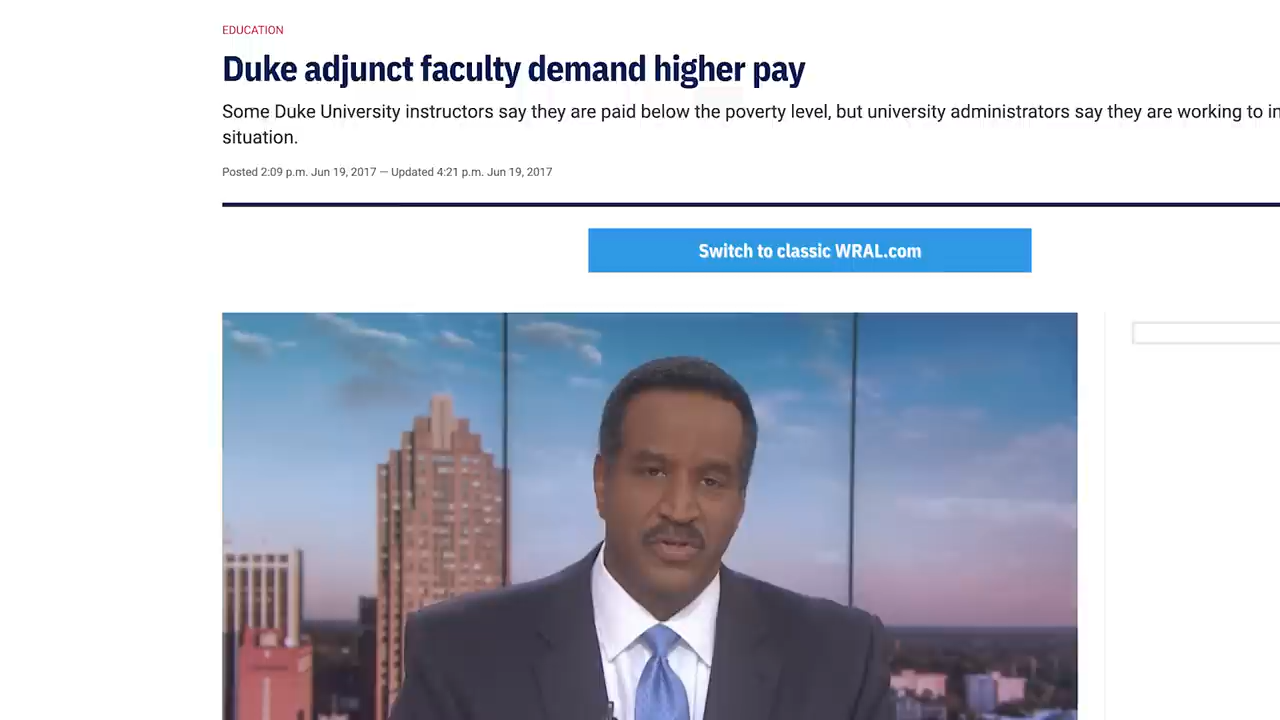 EDUCATION
Duke adjunct faculty demand higher pay
Some Duke University instructors say they are paid below the poverty level, but university administrators say they are working to
situation.
Posted 2:09 p.m. Jun 19, 2017 — Updated 4:21 p.m. Jun 19, 2017
Switch to classic WRAL.com